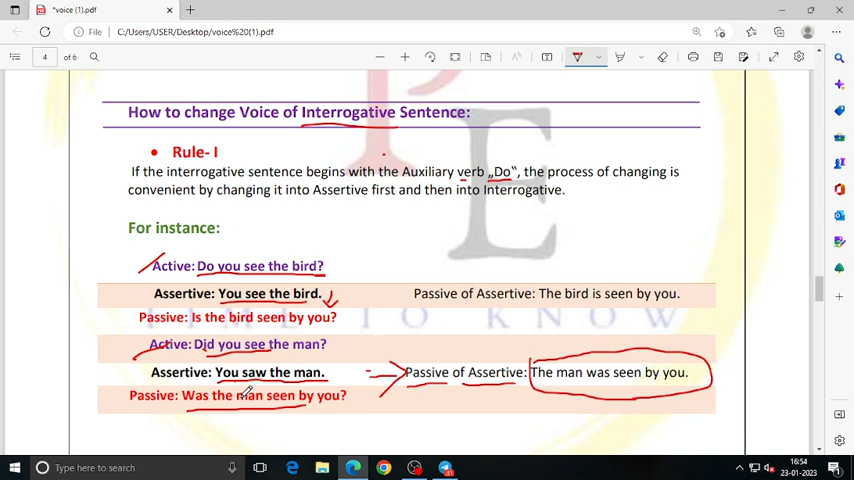 *voice (1).pdf
File
C:/Users/USER/Desktop/voice%20(1).pdf
4 of 6
How to change Voice of Interrogative Sentence:
• Rule- I
If the interrogative sentence begins with the Auxiliary verb „Do‟, the process of changing is
convenient by changing it into Assertive first and then into Interrogative.
For instance:
Active: Do you see the bird?
Assertive: You see the bird. Passive of Assertive: The bird is seen by you.
Passive: Is the bird seen by you?
TIME TO KNOW
Active: Did you see the man?
Assertive: You saw the man. Passive of Assertive: The man was seen by you.
Passive: Was the man seen by you?
Type here to search
16:54
23-01-2023